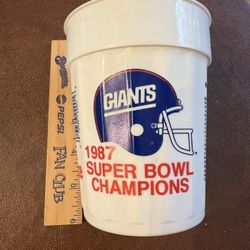 GIANTS
1987
SUPER BOWL
CHAMPIONS
PEPSI
FAN CLUB